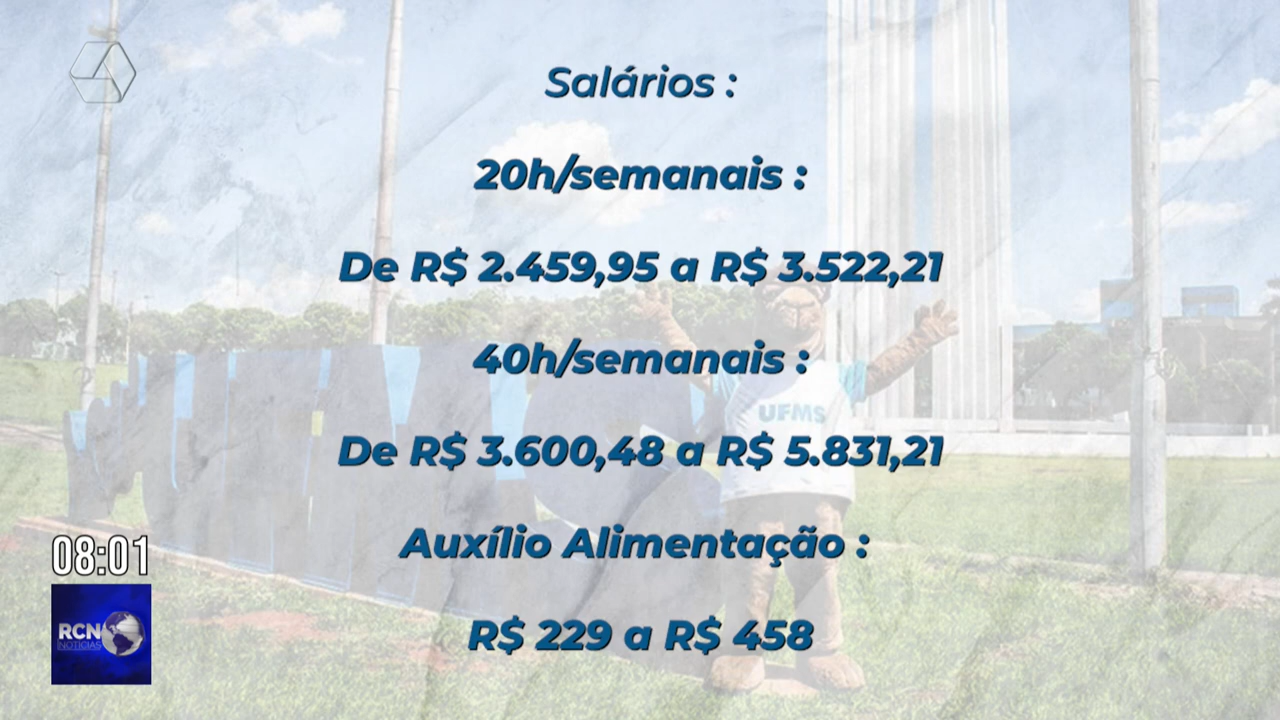 Salários :
20h/semanais :
De R$ 2.459,95 a R$ 3.522,21
40h/semanais :
De R$ 3.600,48 a R$ 5.831,21
UFMS
Auxílio Alimentação :
R$ 229 a R$ 458
08:01
RCN
NOTÍCIAS